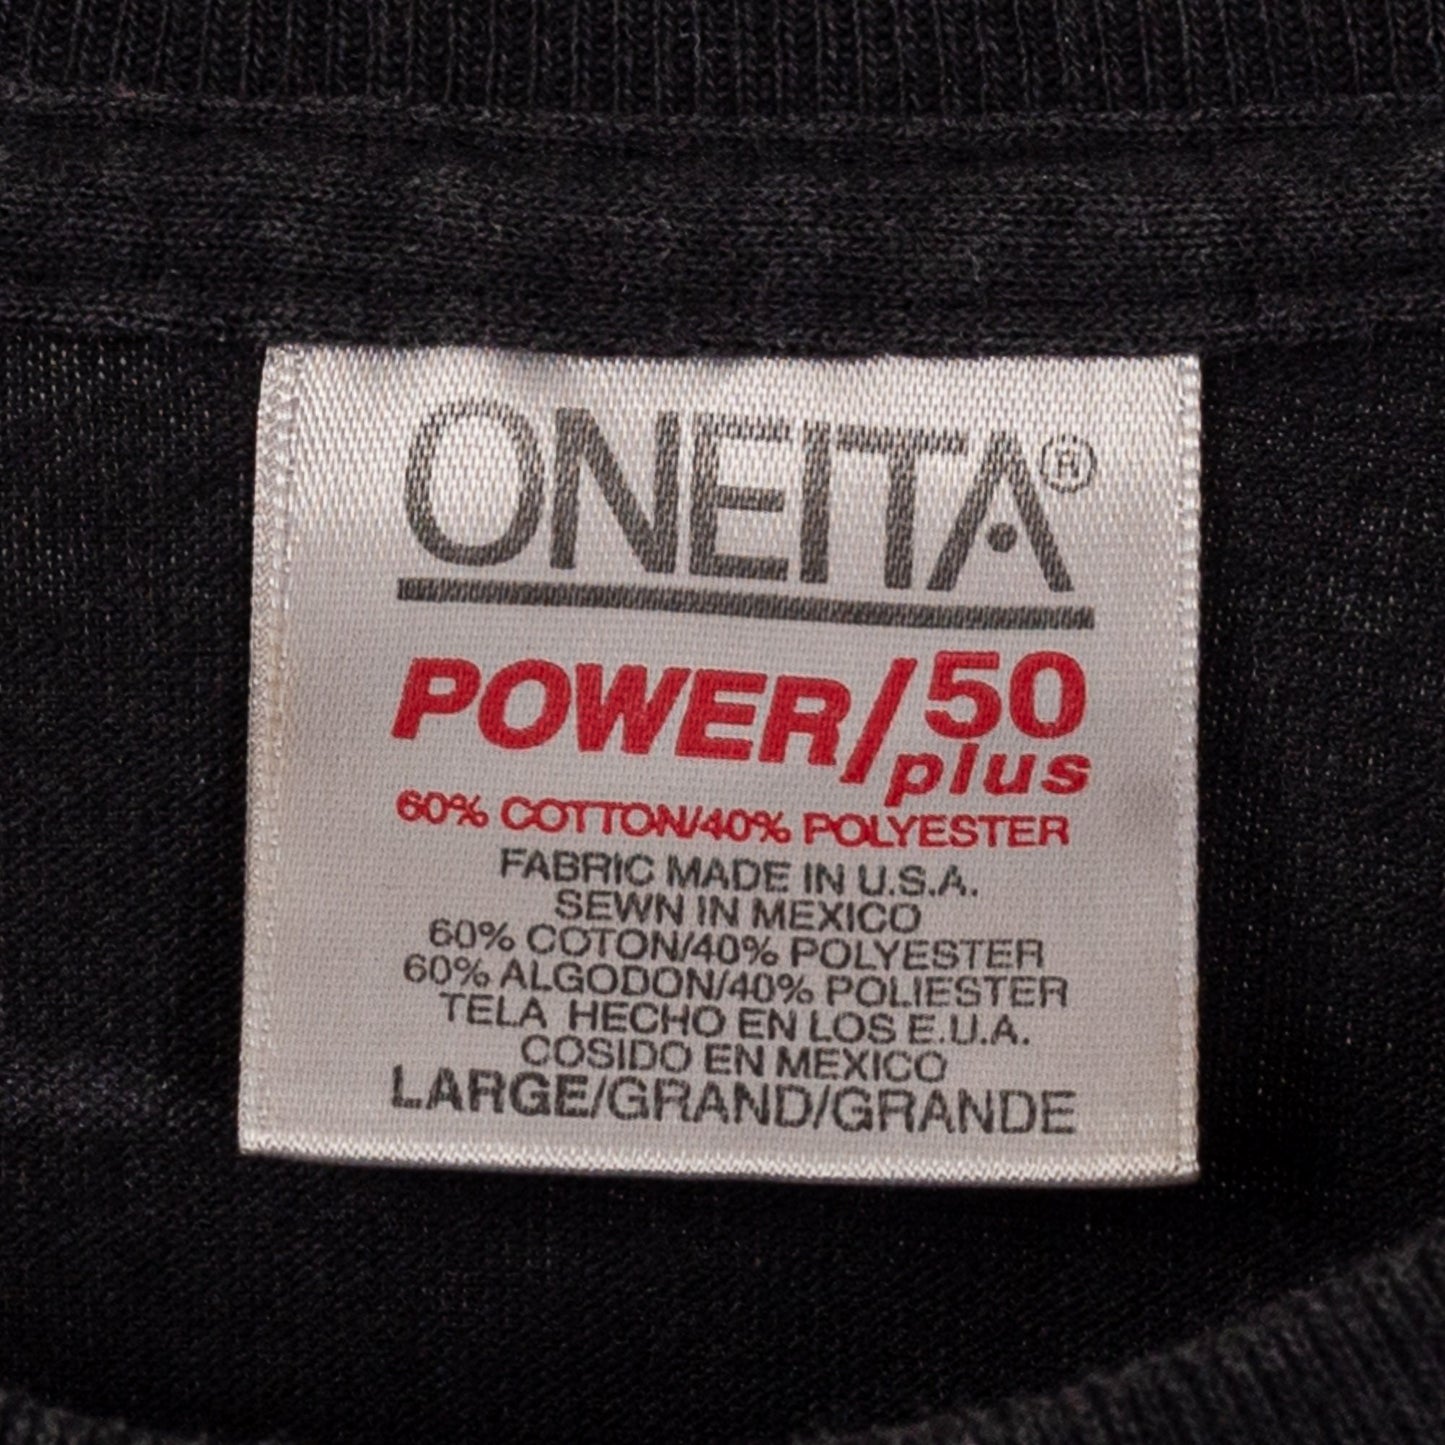 ONEITA®
POWER/50
plus
60% COTTON/40% POLYESTER
FABRIC MADE IN U.S.A.
SEWN IN MEXICO
60% COTON/40% POLYESTER
60% ALGODON/40% POLIESTER
TELA HECHO EN LOS E.U.A.
COSIDO EN MEXICO
LARGE/GRAND/GRANDE